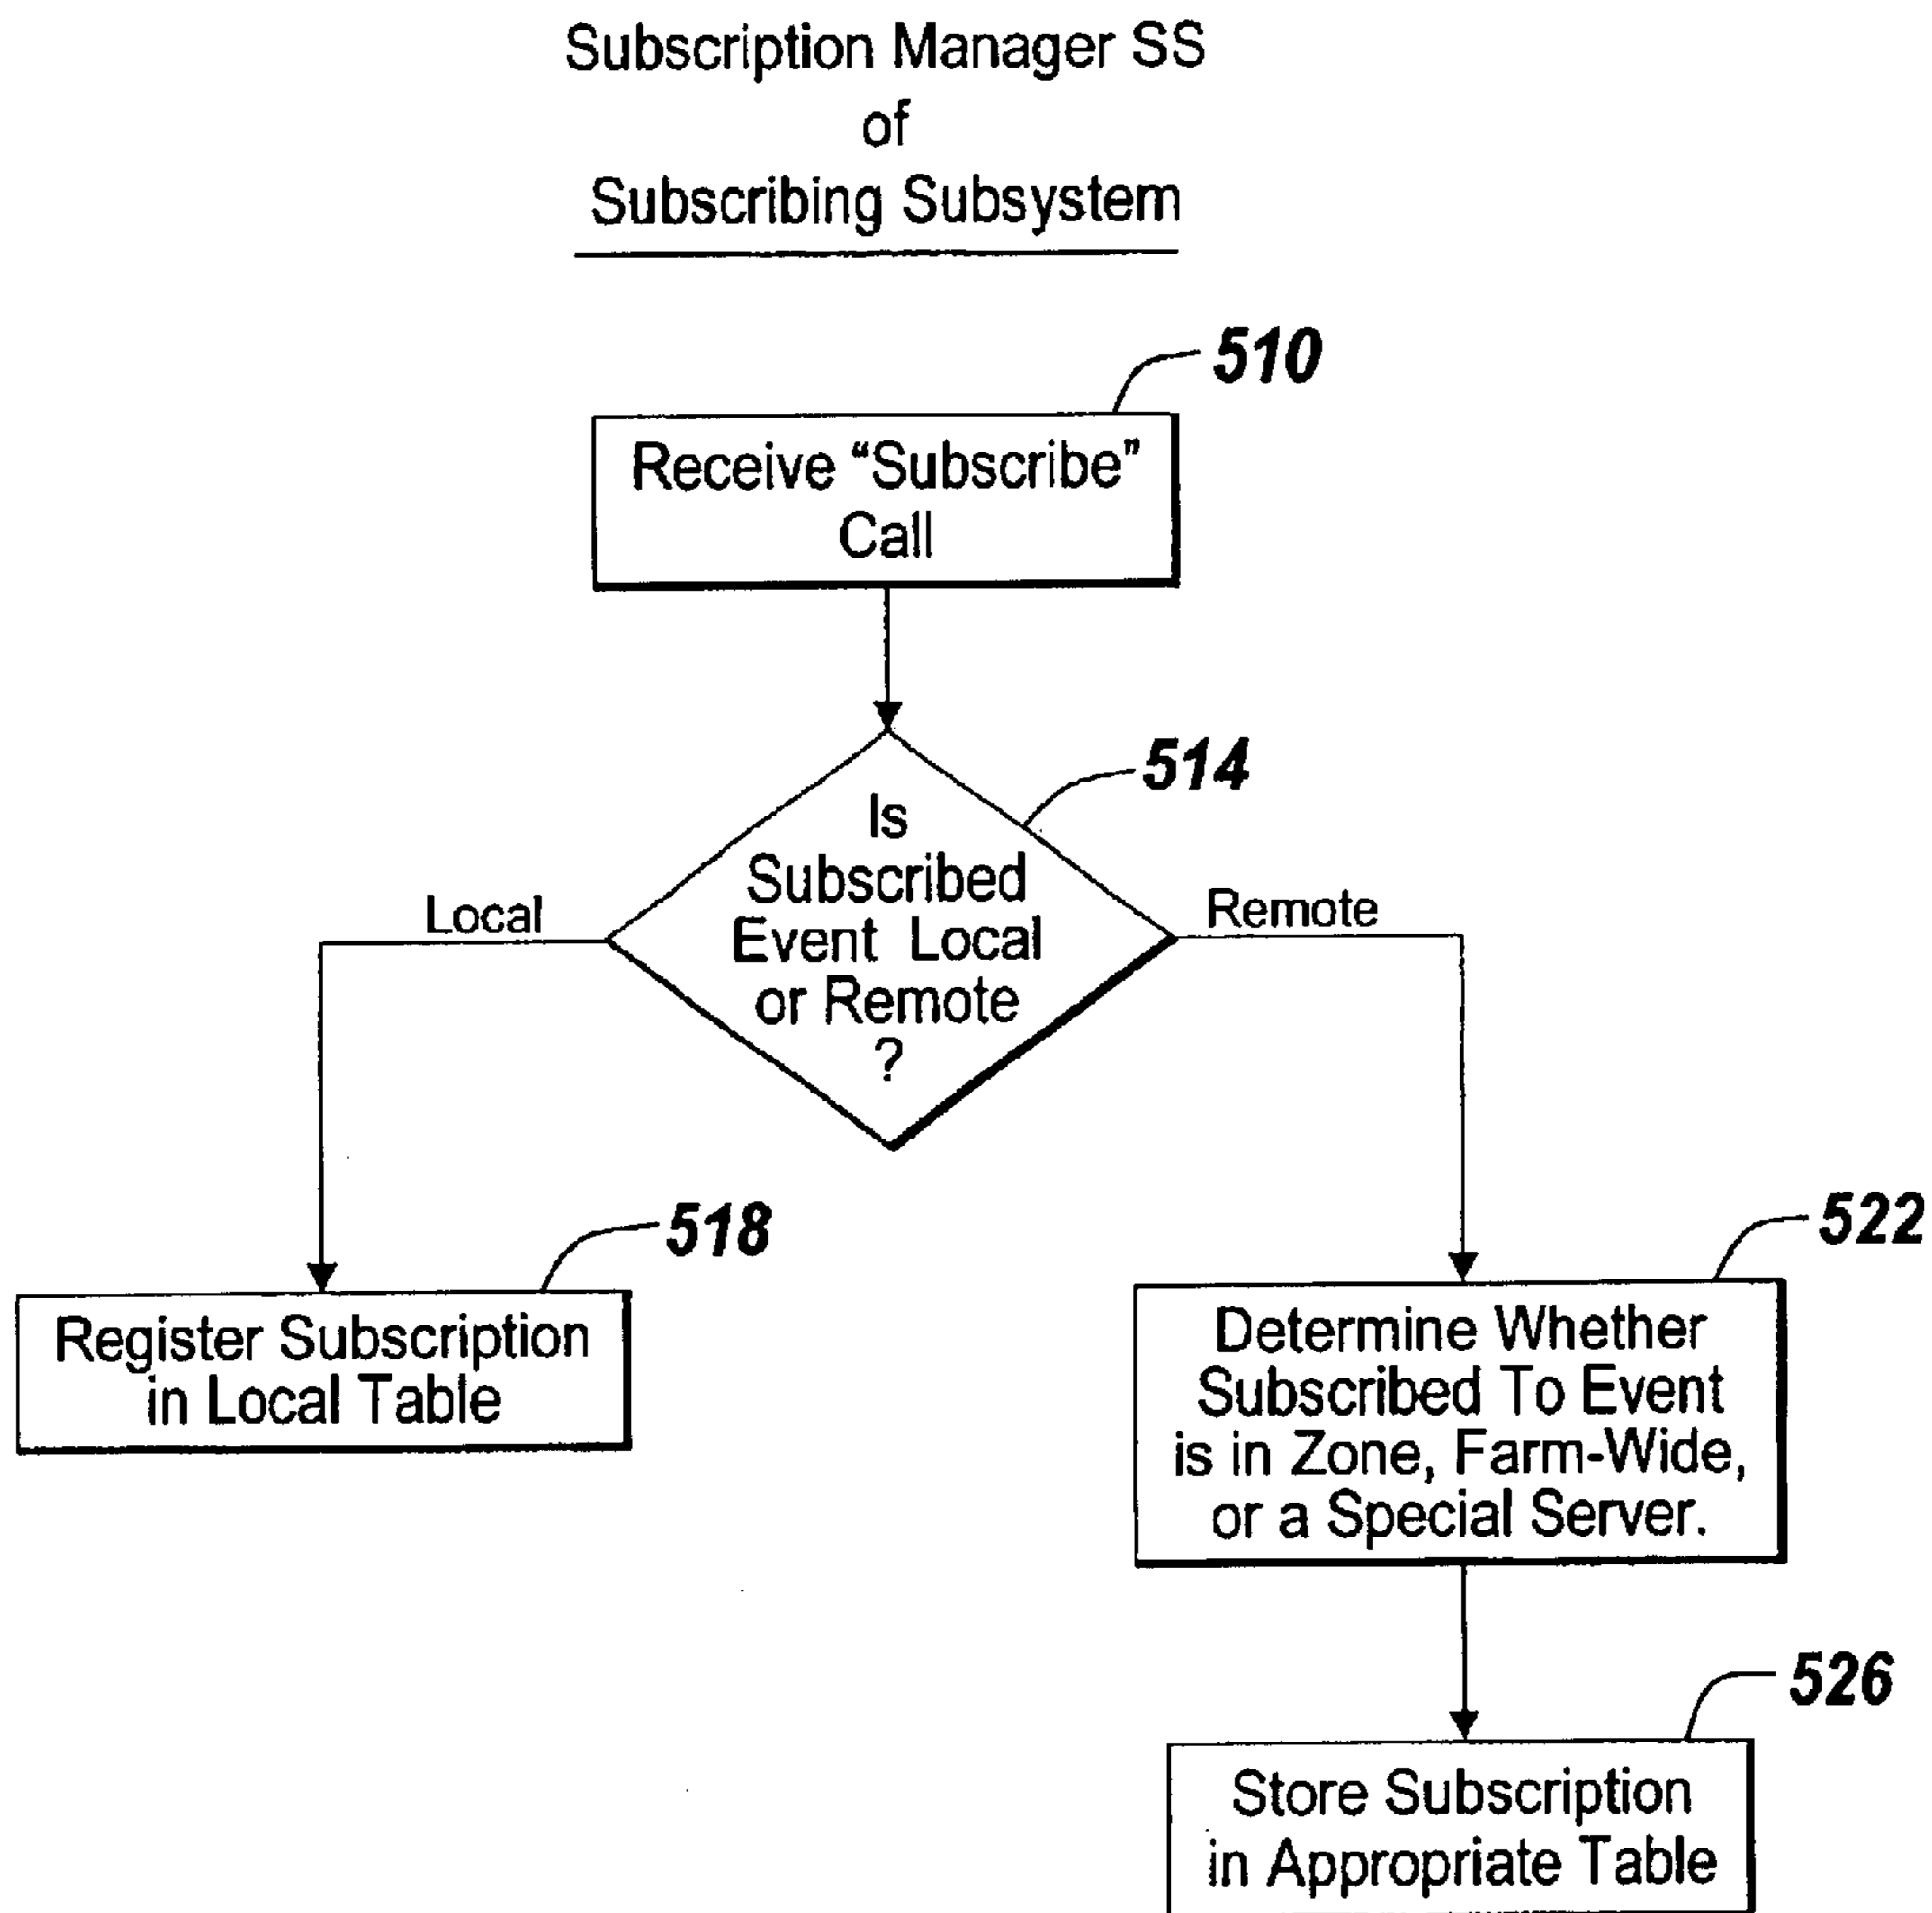 Subscription Manager SS
of
Subscribing Subsystem
510
Receive “Subscribe”
Call
514
Is
Subscribed
Event Local
or Remote
?
Local
Remote
518
Register Subscription
in Local Table
522
Determine Whether
Subscribed To Event
is in Zone, Farm-Wide,
or a Special Server.
526
Store Subscription
in Appropriate Table